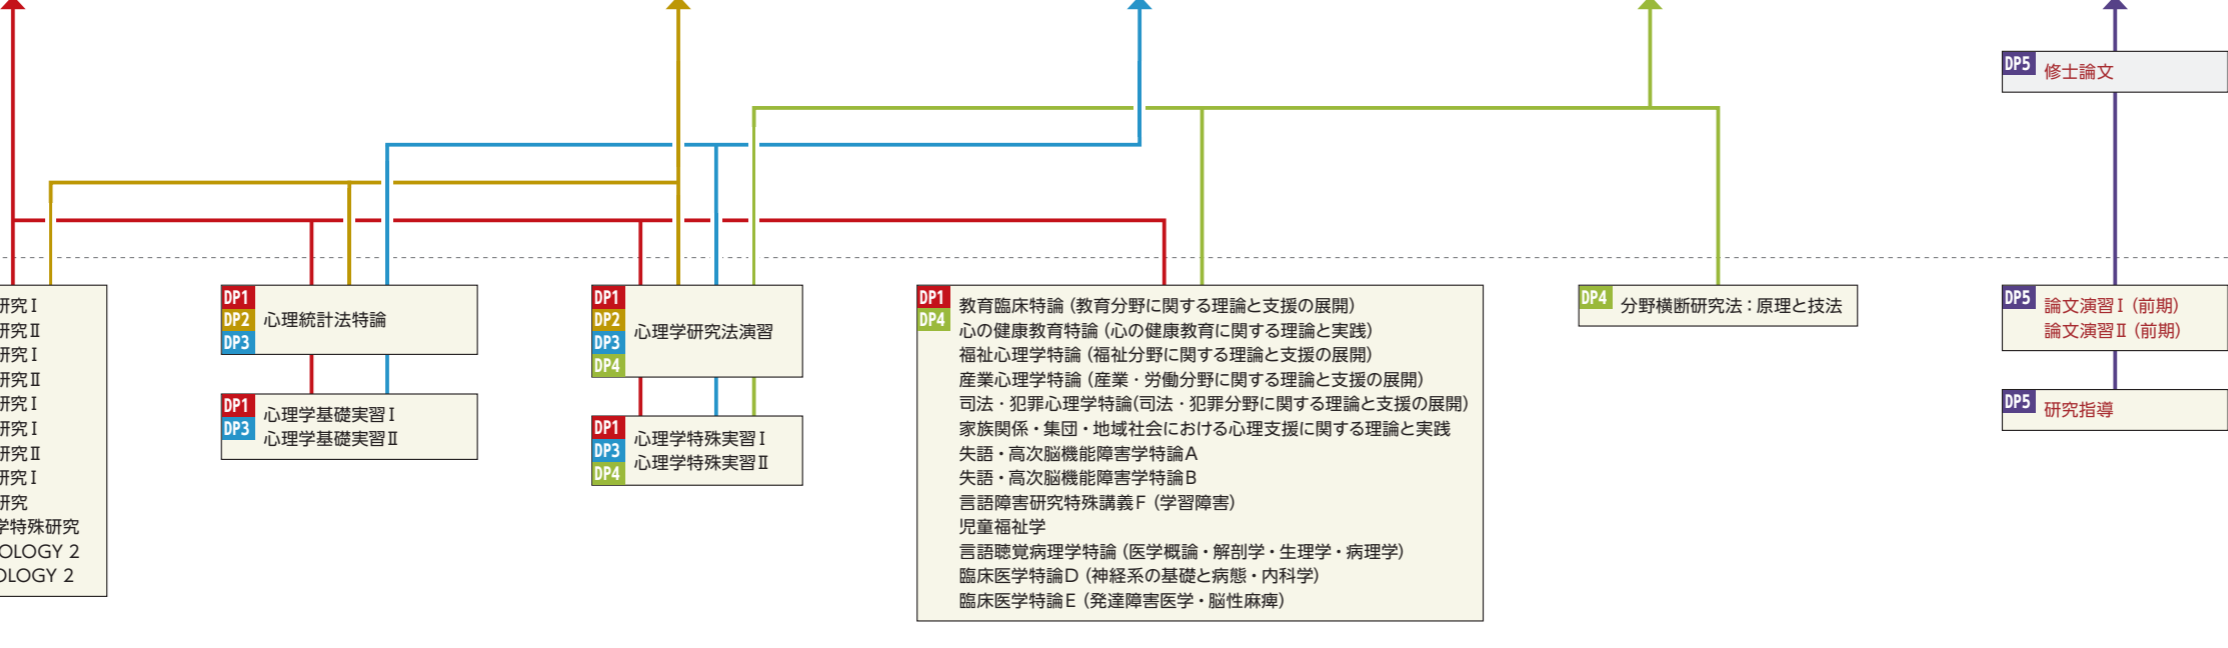 研究Ⅰ
研究Ⅱ
研究Ⅰ
研究Ⅱ
研究Ⅰ
研究Ⅰ
研究Ⅱ
研究Ⅰ
研究
学特殊研究
OLOGY 2
OLOGY 2
DP1
DP2
DP3
心理統計法特論
DP1
DP3
心理学基礎実習Ⅰ
心理学基礎実習Ⅱ
DP1
DP2
DP3
DP4
心理学研究法演習
DP1
DP3
DP4
心理学特殊実習Ⅰ
心理学特殊実習Ⅱ
DP1
DP4
教育臨床特論（教育分野に関する理論と支援の展開）
心の健康教育特論（心の健康教育に関する理論と実践）
福祉心理学特論（福祉分野に関する理論と支援の展開）
産業心理学特論（産業・労働分野に関する理論と支援の展開）
司法・犯罪心理学特論(司法・犯罪分野に関する理論と支援の展開)
家族関係・集団・地域社会における心理支援に関する理論と実践
失語・高次脳機能障害学特論A
失語・高次脳機能障害学特論B
言語障害研究特殊講義F（学習障害）
児童福祉学
言語聴覚病理学特論（医学概論・解剖学・生理学・病理学）
臨床医学特論D（神経系の基礎と病態・内科学）
臨床医学特論E（発達障害医学・脳性麻痺）
DP4
分野横断研究法：原理と技法
DP5
修士論文
DP5
論文演習Ⅰ（前期）
論文演習Ⅱ（前期）
DP5
研究指導